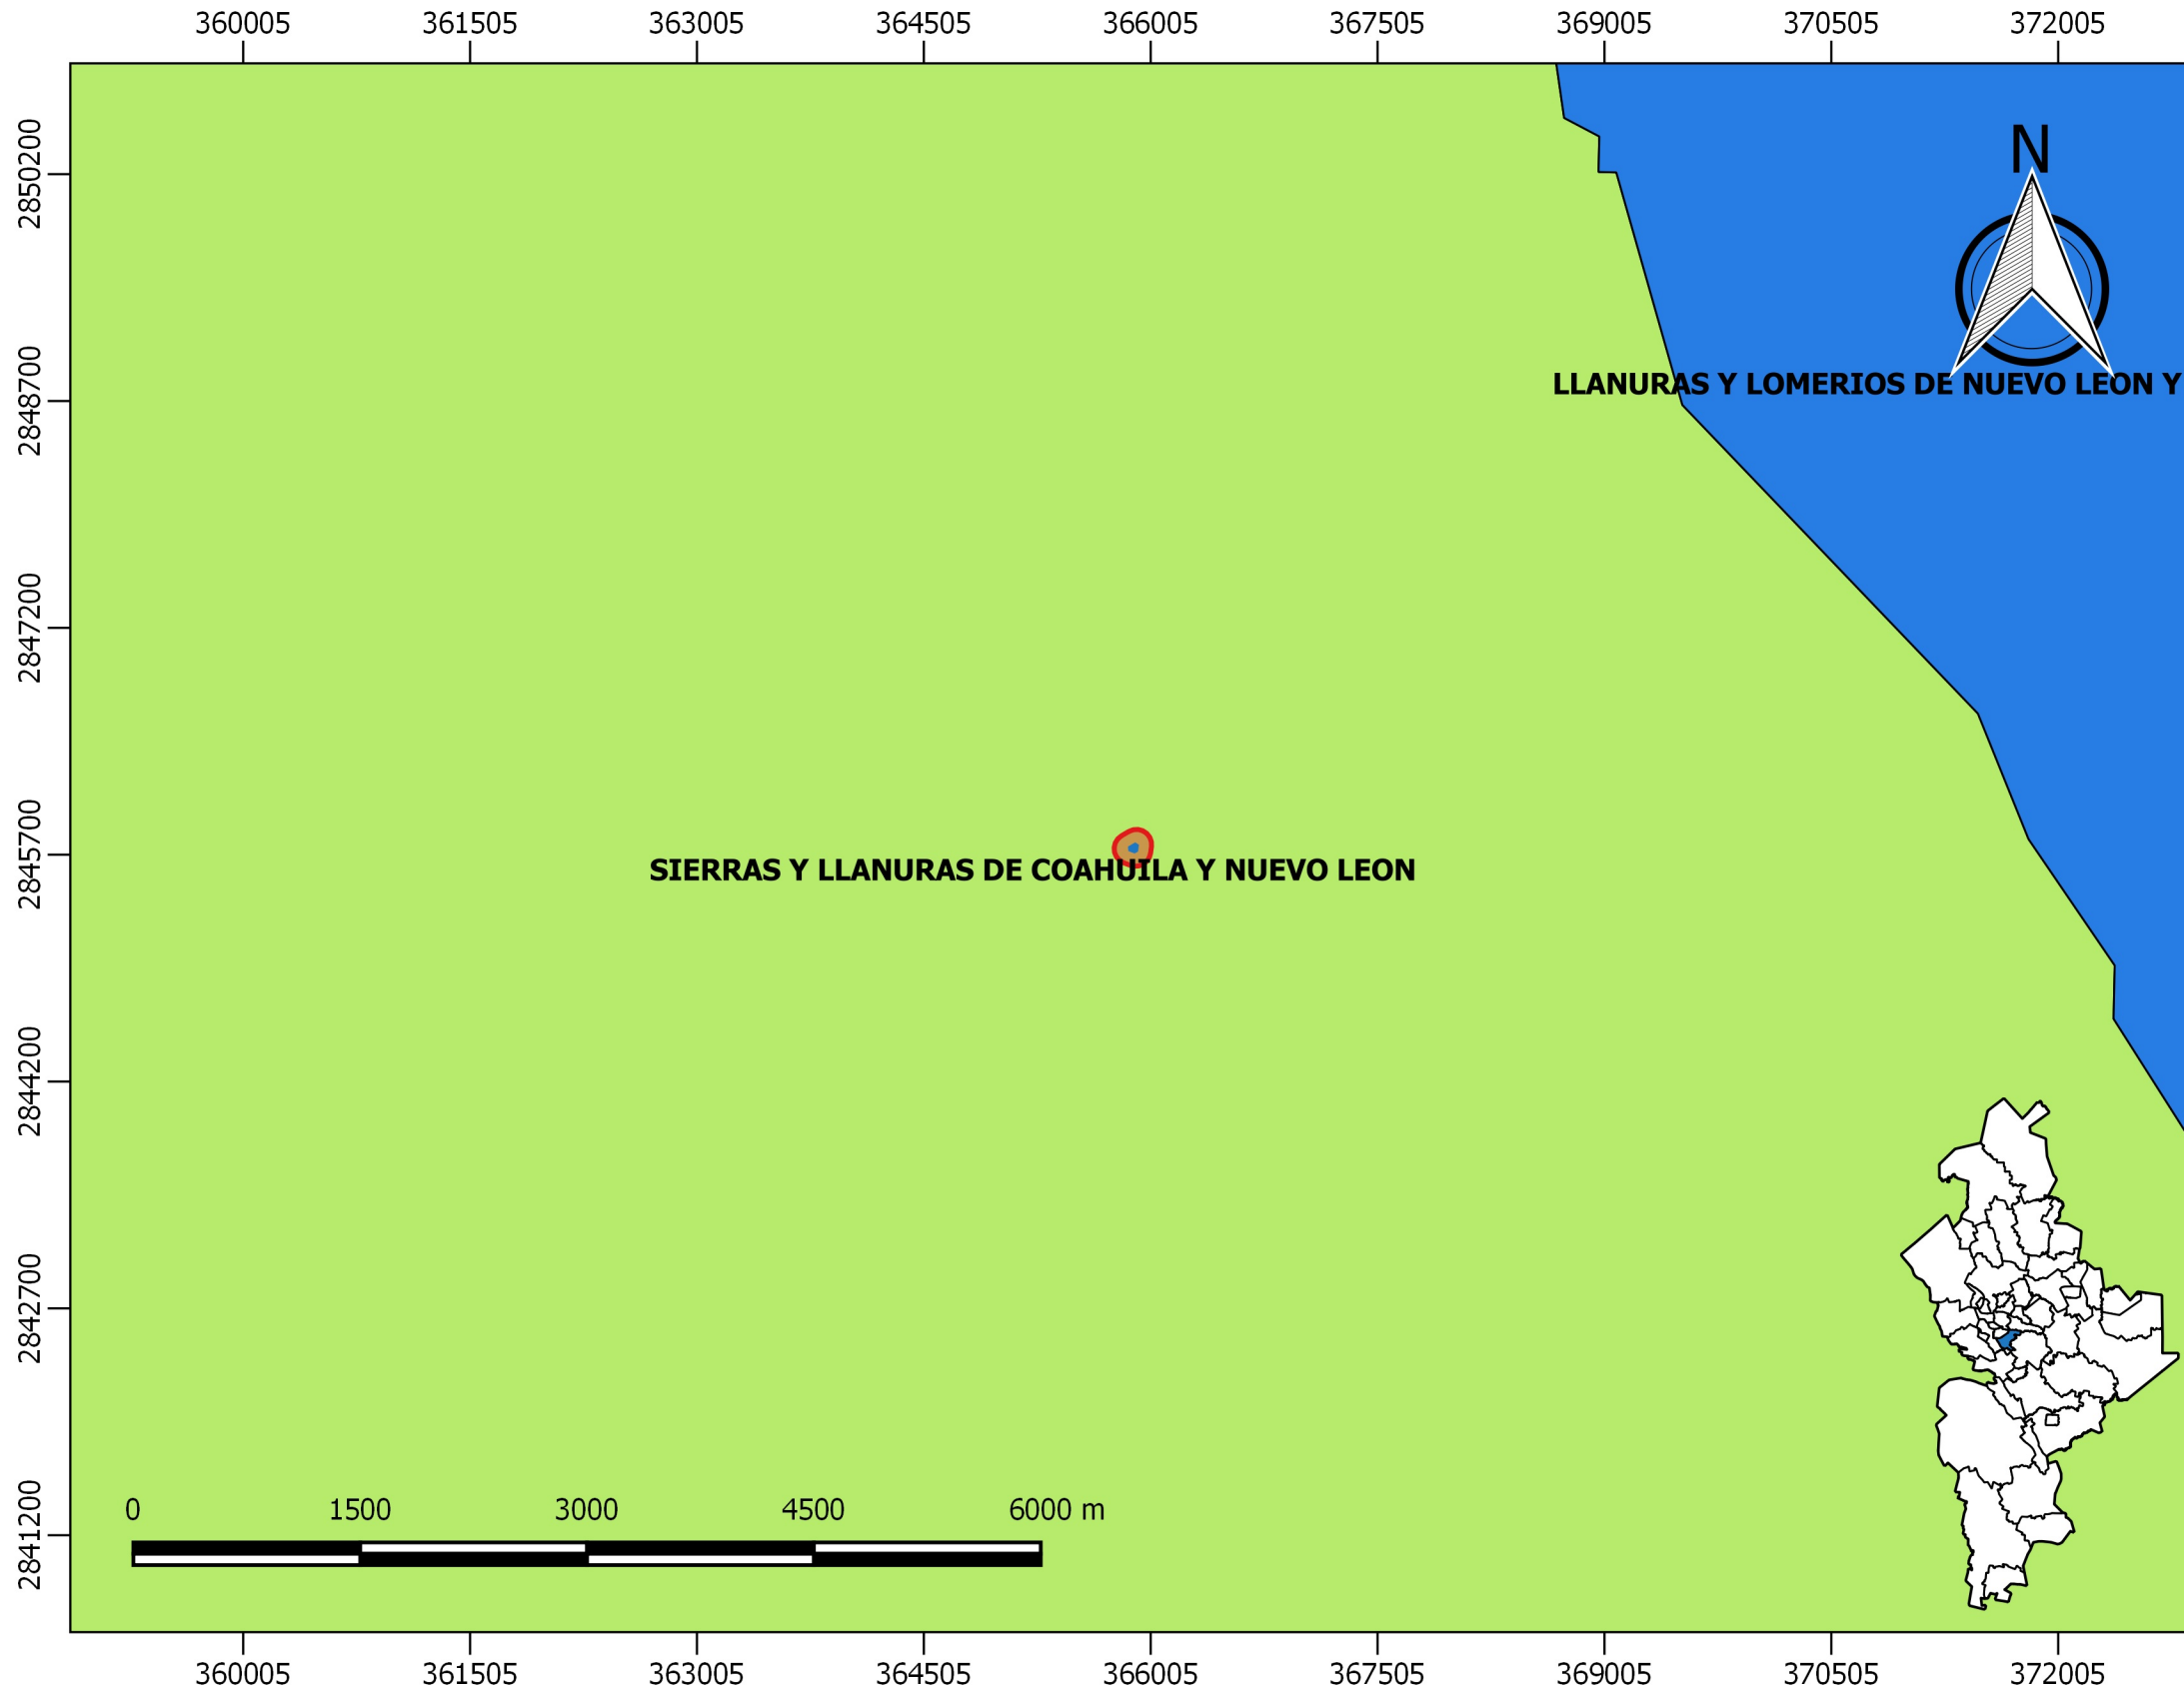 360005 361505 363005 364505 366005 367505 369005 370505 372005
2850200
N
2848700
LLANURAS Y LOMERIOS DE NUEVO LEON Y
2847200
2845700
SIERRAS Y LLANURAS DE COAHUILA Y NUEVO LEON
2844200
2842700
2841200
0 1500 3000 4500 6000 m
360005 361505 363005 364505 366005 367505 369005 370505 372005